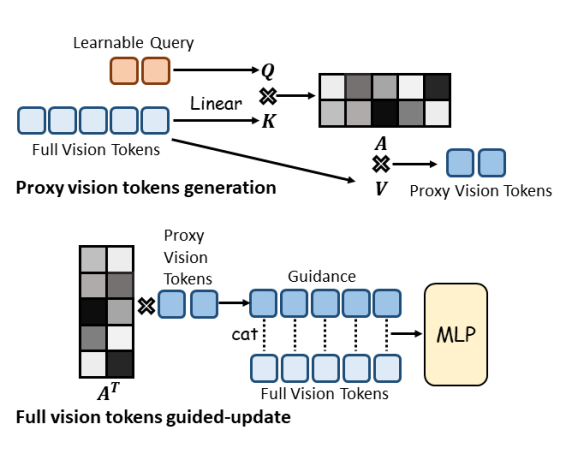 Learnable Query
Q
Linear
K
Full Vision Tokens
A
V
Proxy Vision Tokens
Proxy vision tokens generation
Proxy
Vision
Tokens
Guidance
cat
MLP
Full Vision Tokens
A^T
Full vision tokens guided-update